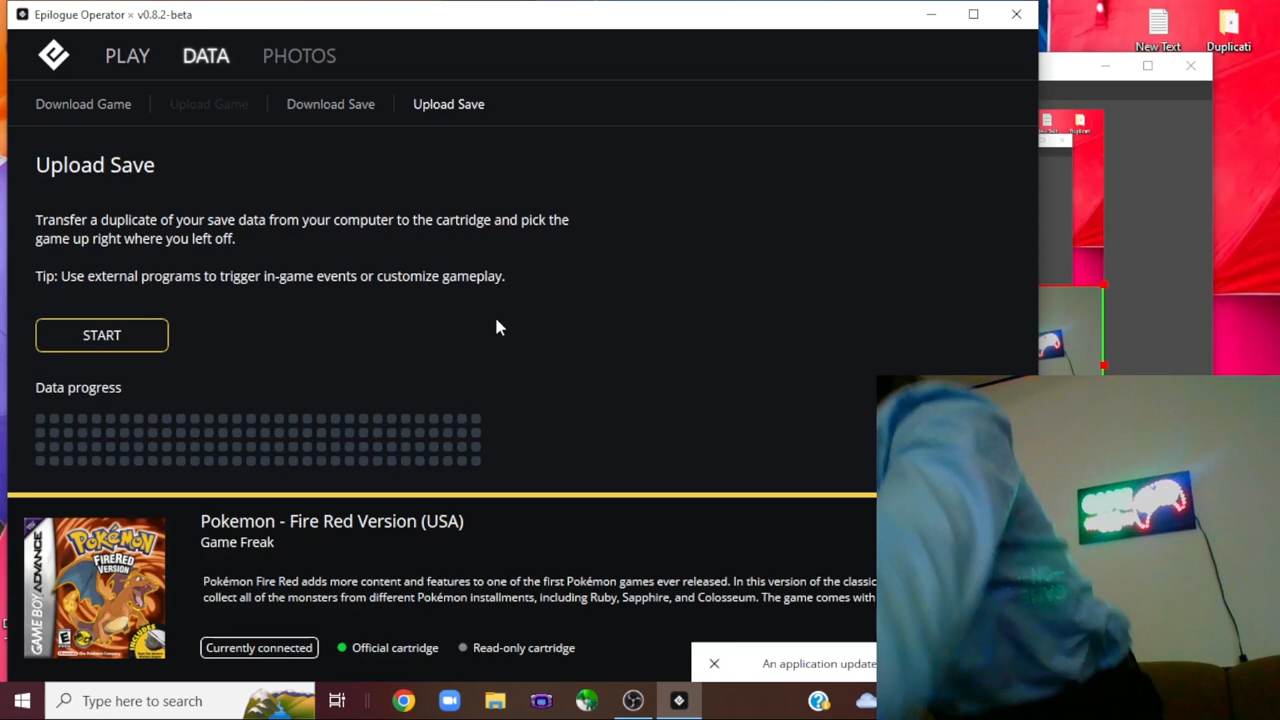 Epilogue Operator × v0.8.2-beta
New Text
Duplicati
PLAY
DATA
PHOTOS
Download Game
Upload Game
Download Save
Upload Save
Upload Save
Transfer a duplicate of your save data from your computer to the cartridge and pick the
game up right where you left off.
Tip: Use external programs to trigger in-game events or customize gameplay.
START
Data progress
Pokemon - Fire Red Version (USA)
Game Freak
Pokémon Fire Red adds more content and features to one of the first Pokémon games ever released. In this version of the classic
collect all of the monsters from different Pokémon installments, including Ruby, Sapphire, and Colosseum. The game comes with
GAME BOY ADVANCE
POKéMON
FIRERED
VERSION
Currently connected
Official cartridge
Read-only cartridge
An application update
Type here to search